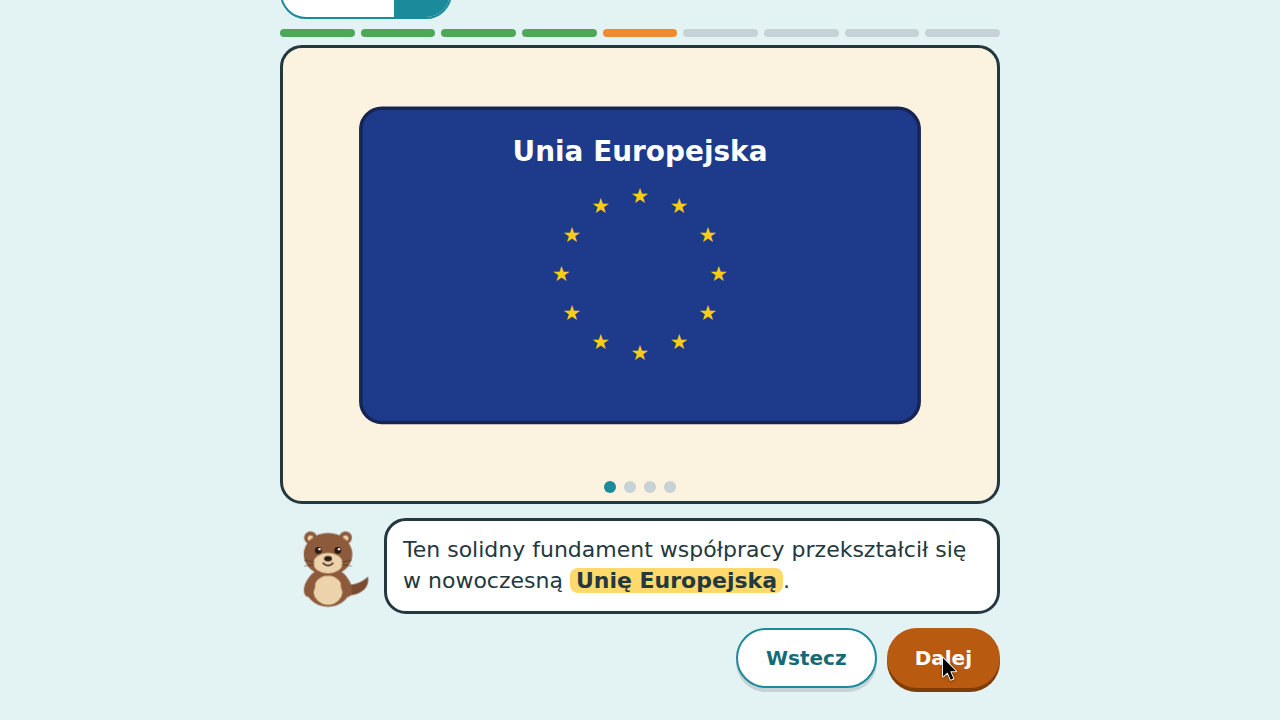 Unia Europejska
Ten solidny fundament współpracy przekształcił się
w nowoczesną Unię Europejską.
Wstecz
Dalej